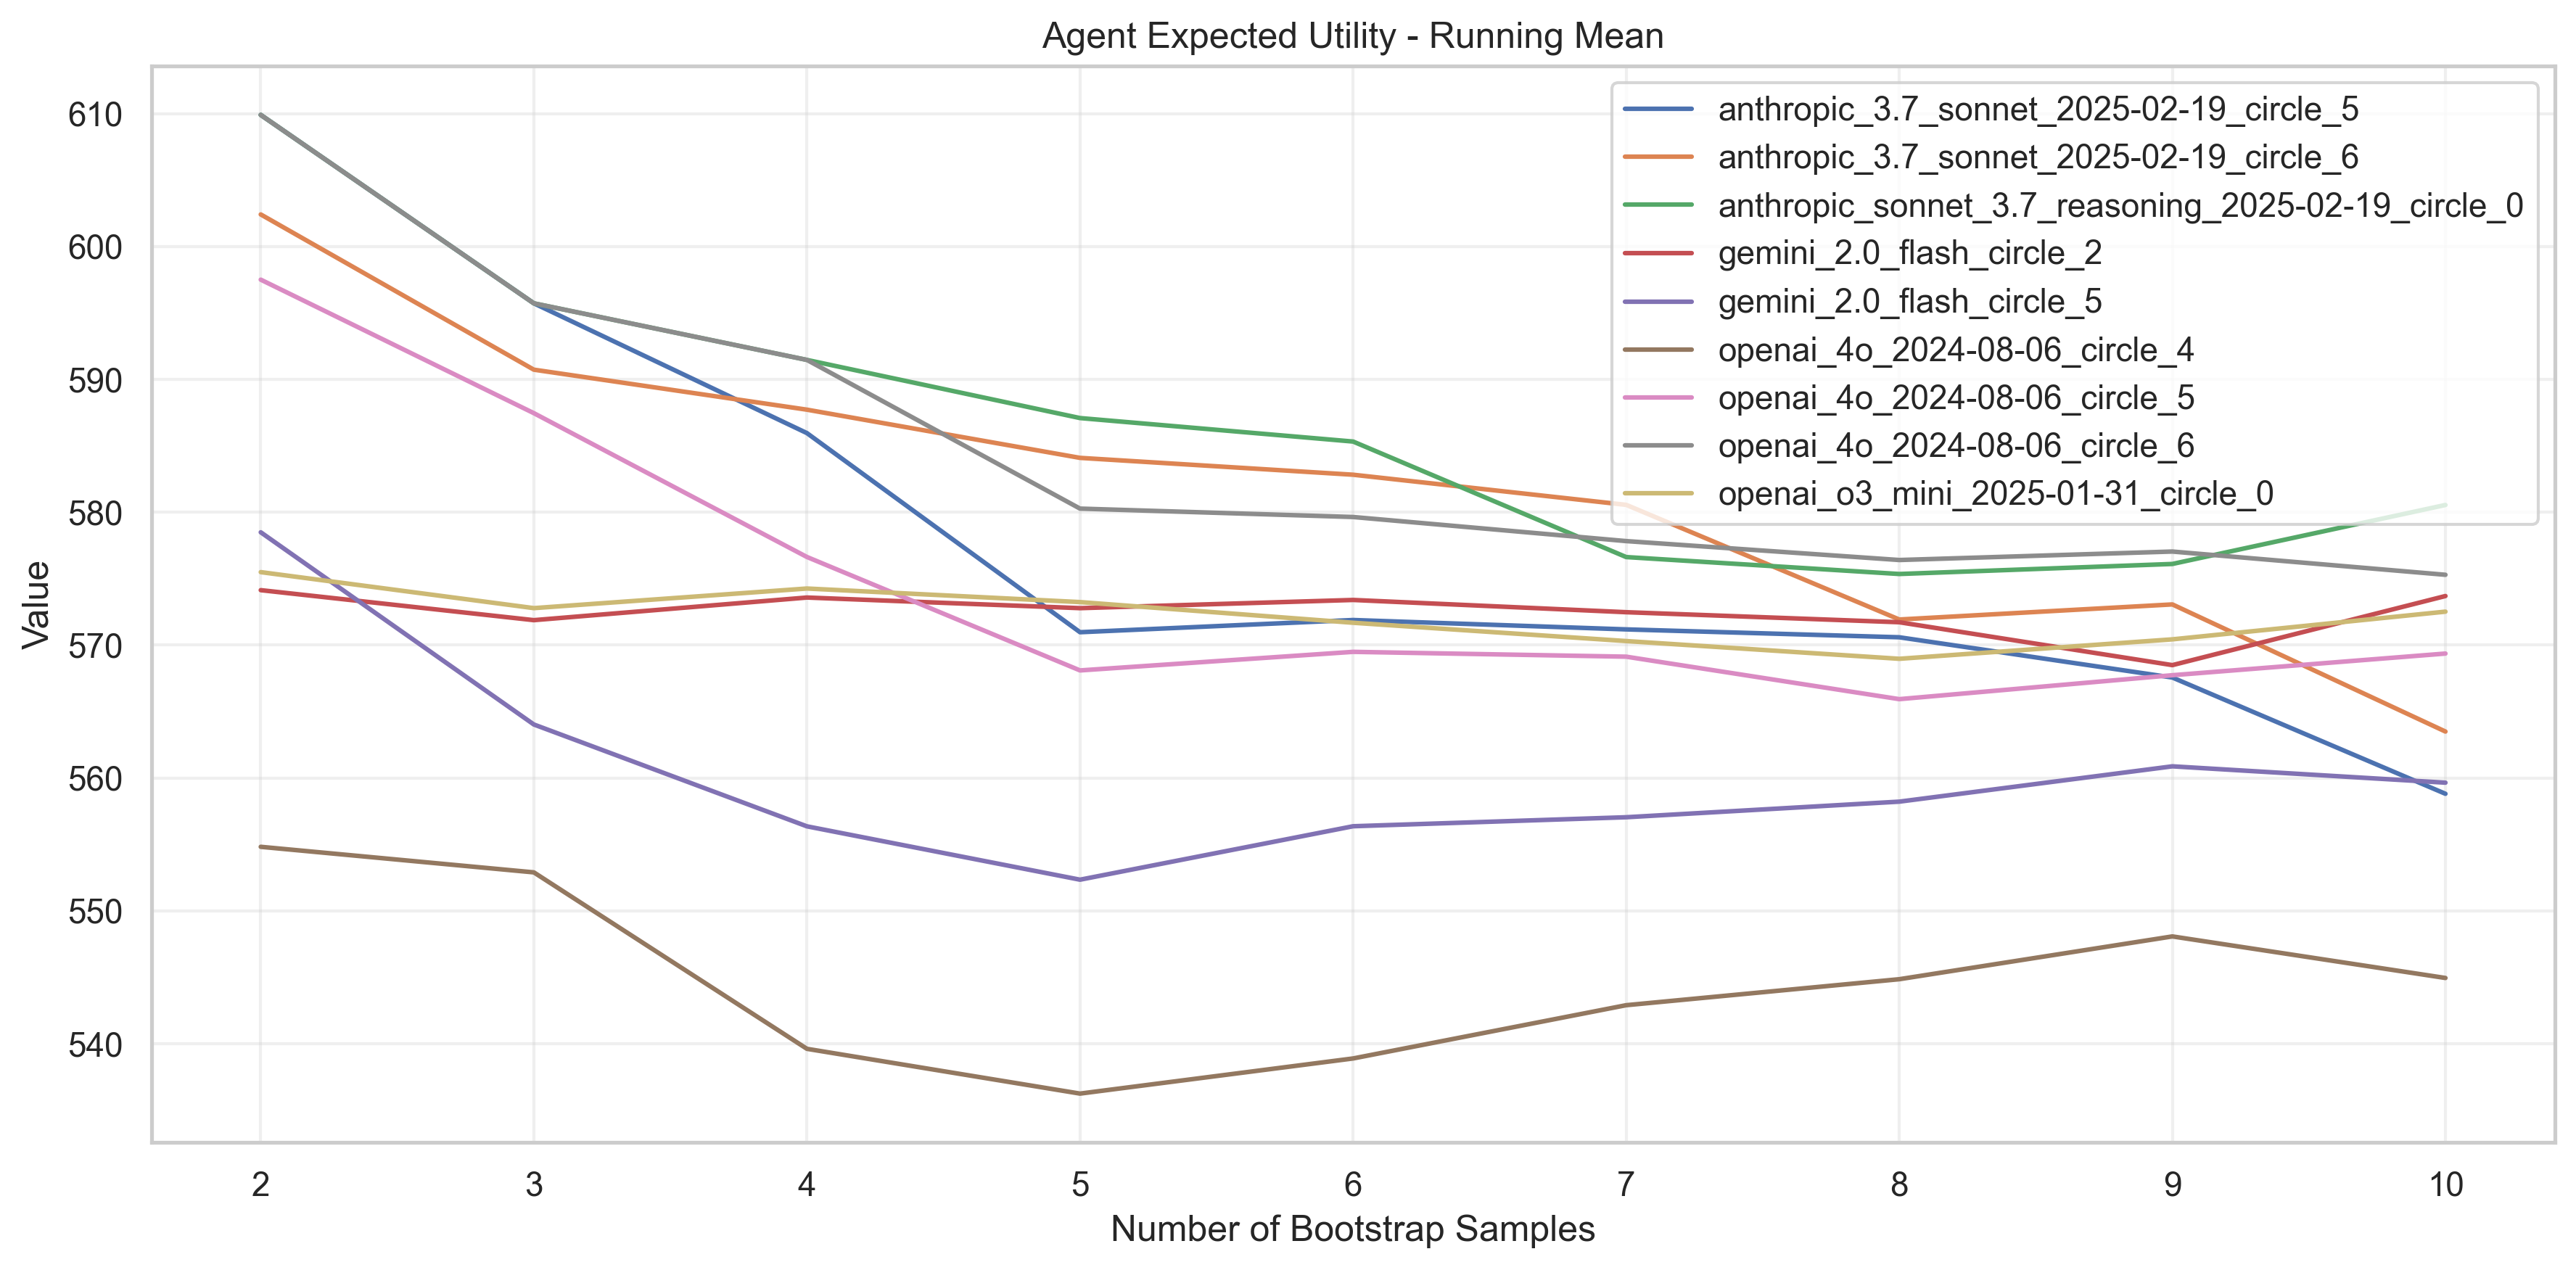 Agent Expected Utility - Running Mean
610
600
590
580
570
560
550
540
Value
anthropic_3.7_sonnet_2025-02-19_circle_5
anthropic_3.7_sonnet_2025-02-19_circle_6
anthropic_sonnet_3.7_reasoning_2025-02-19_circle_0
gemini_2.0_flash_circle_2
gemini_2.0_flash_circle_5
openai_4o_2024-08-06_circle_4
openai_4o_2024-08-06_circle_5
openai_4o_2024-08-06_circle_6
openai_o3_mini_2025-01-31_circle_0
2 3 4 5 6 7 8 9 10
Number of Bootstrap Samples